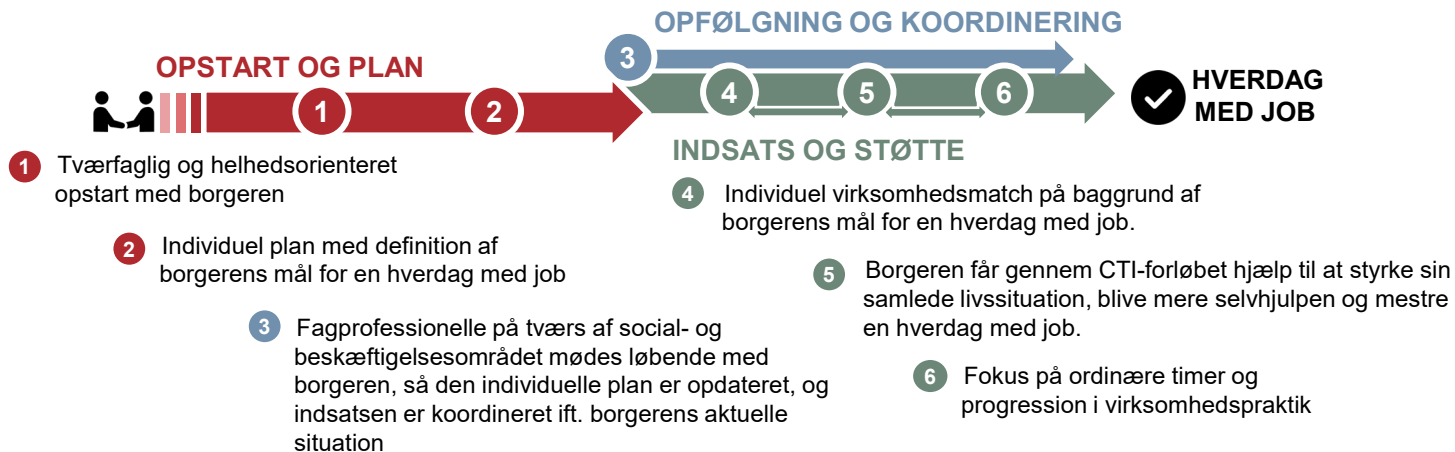 OPFØLGNING OG KOORDINERING
OPSTART OG PLAN
3
1
2
4
5
6
HVERDAG
MED JOB
INDSATS OG STØTTE
1 Tværfaglig og helhedsorienteret
opstart med borgeren
2 Individuel plan med definition af
borgerens mål for en hverdag med job
3 Fagprofessionelle på tværs af social- og
beskæftigelsesområdet mødes løbende med
borgeren, så den individuelle plan er opdateret, og
indsatsen er koordineret ift. borgerens aktuelle
situation
4 Individuel virksomhedsmatch på baggrund af
borgerens mål for en hverdag med job.
5 Borgeren får gennem CTI-forløbet hjælp til at styrke sin
samlede livssituation, blive mere selvhjulpen og mestre
en hverdag med job.
6 Fokus på ordinære timer og
progression i virksomhedspraktik